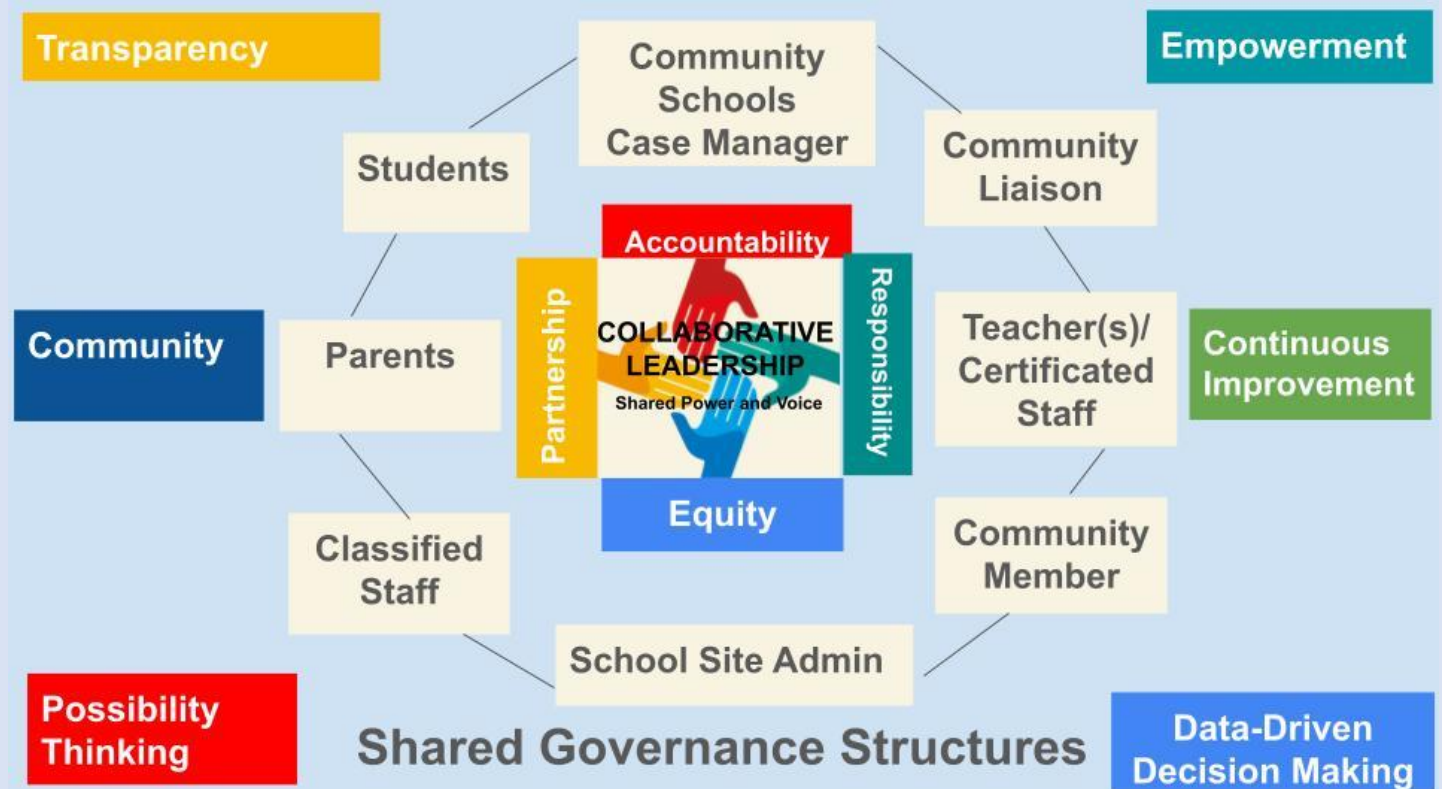 Transparency
Community
Schools
Case Manager
Empowerment
Students
Community
Liaison
Accountability
Partnership
COLLABORATIVE
LEADERSHIP
Shared Power and Voice
Responsibility
Equity
Community
Parents
Teacher(s)/
Certificated
Staff
Continuous
Improvement
Classified
Staff
Community
Member
School Site Admin
Possibility
Thinking
Shared Governance Structures
Data-Driven
Decision Making